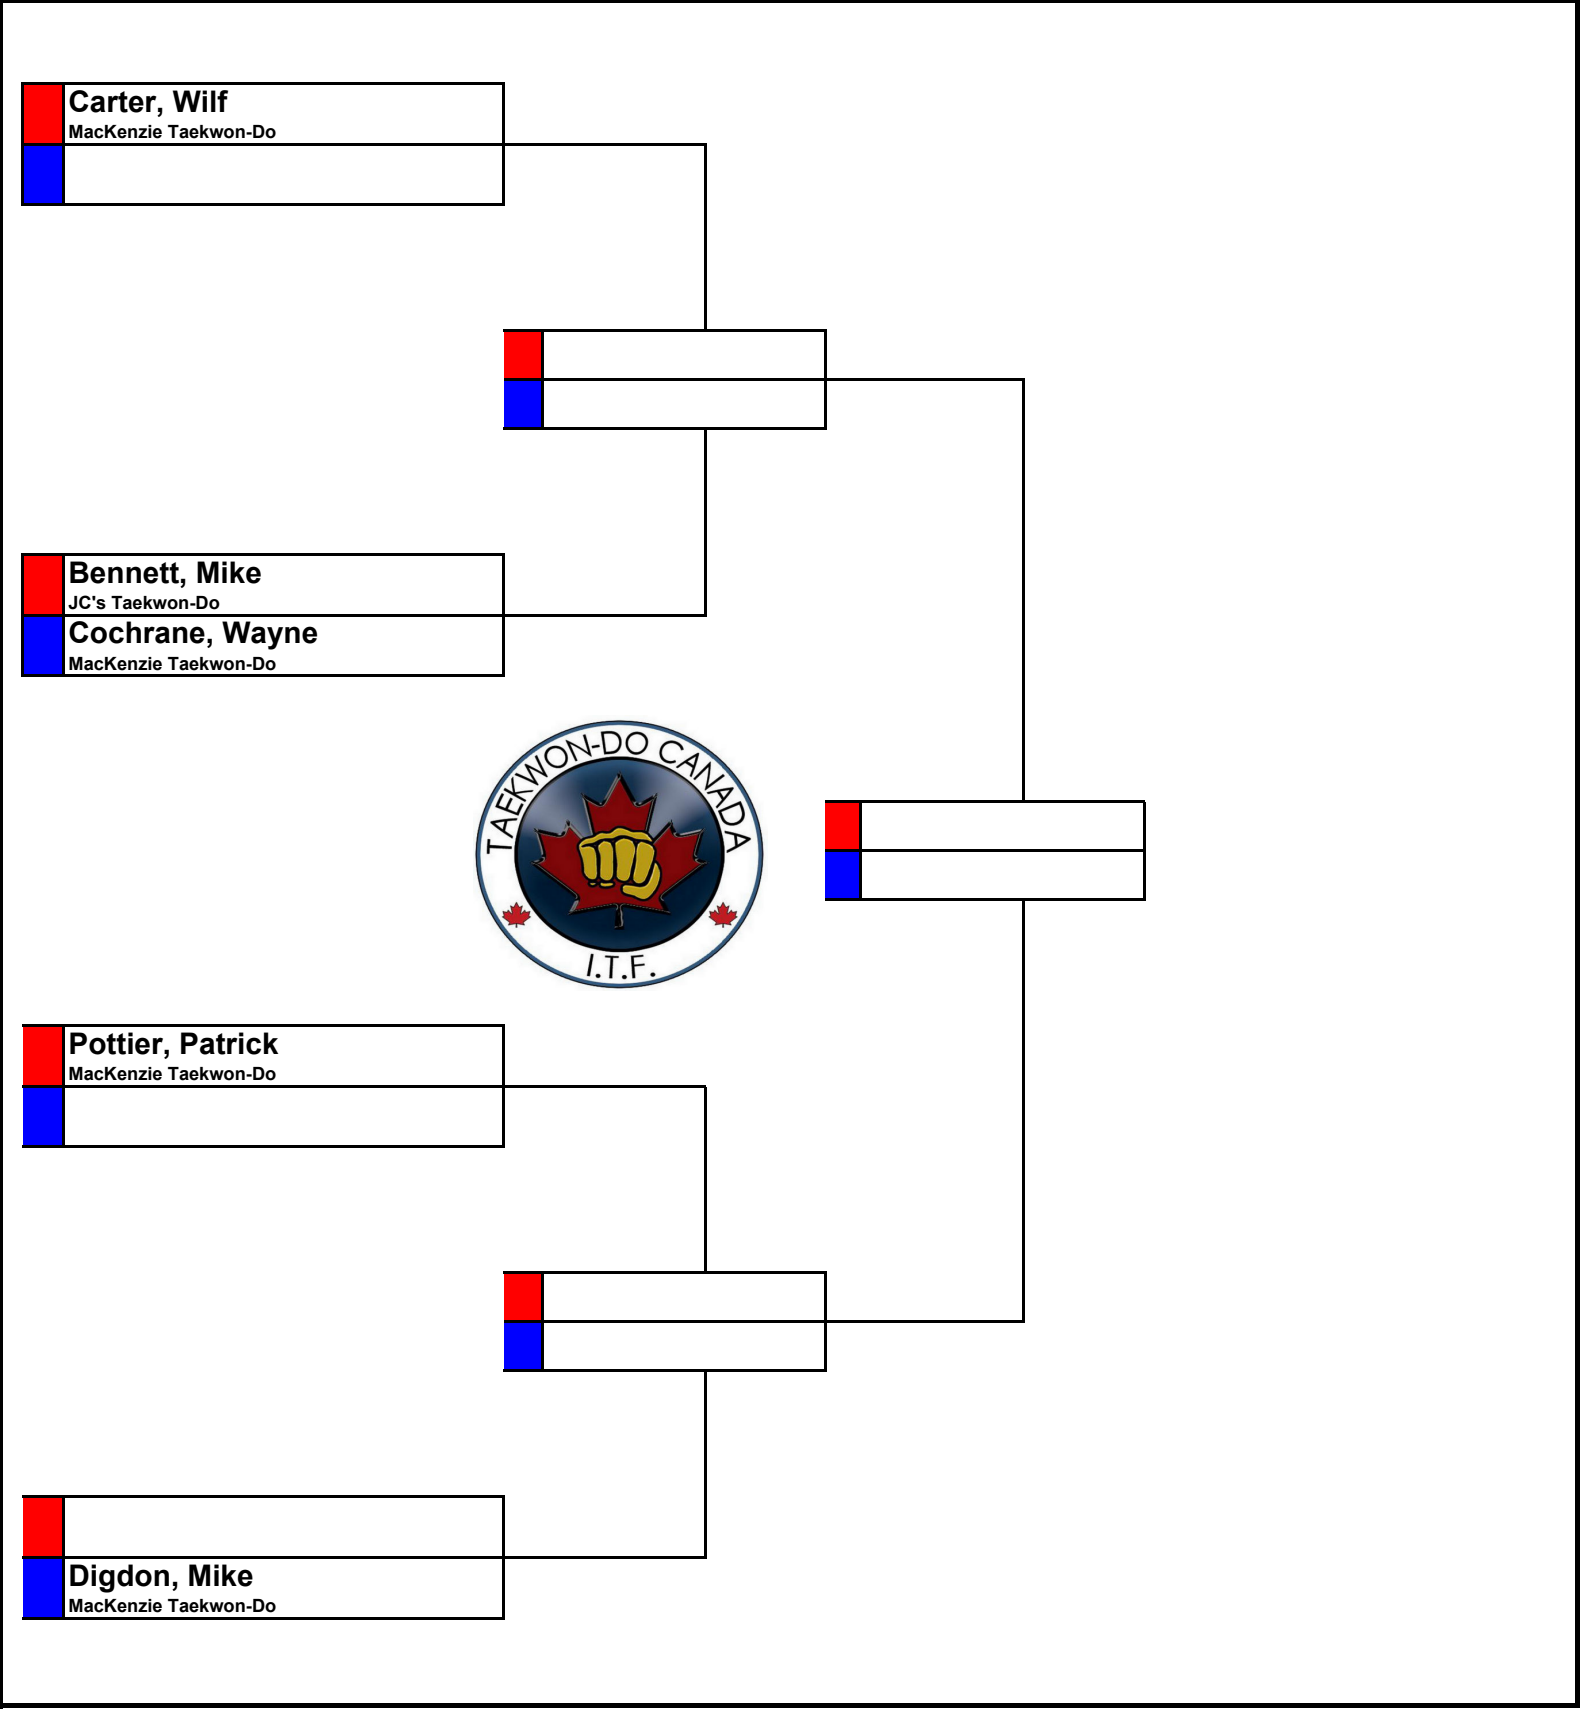 Carter, Wilf
MacKenzie Taekwon-Do
Bennett, Mike
JC's Taekwon-Do
Cochrane, Wayne
MacKenzie Taekwon-Do
TAEKWON-DO CANADA
I.T.F.
Pottier, Patrick
MacKenzie Taekwon-Do
Digdon, Mike
MacKenzie Taekwon-Do